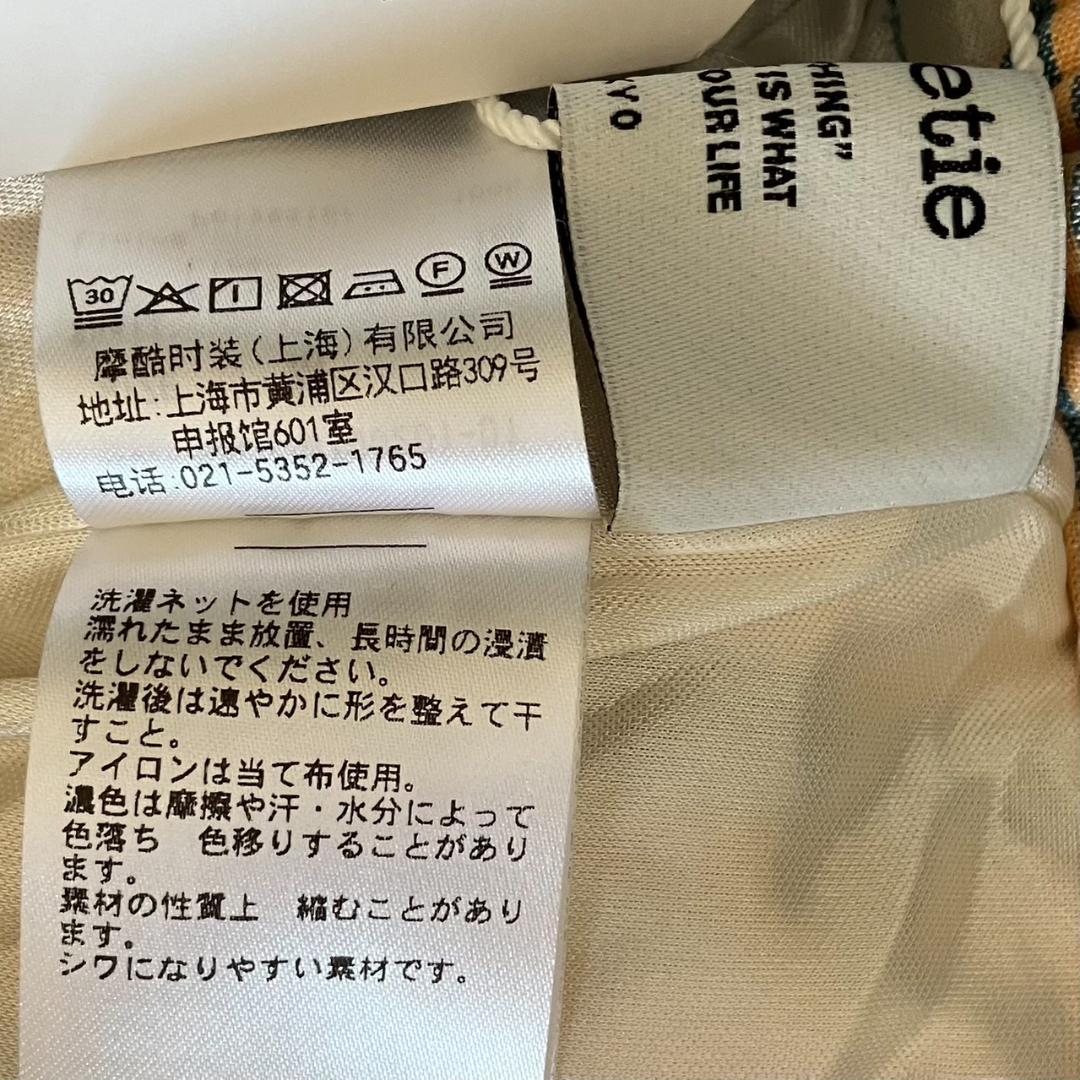 30
F
W
摩酷时装(上海)有限公司
地址:上海市黄浦区汉口路309号
申报馆601室
电话:021-5352-1765
洗濯ネットを使用
濡れたまま放置、長時間の浸漬
をしないでください。
洗濯後は速やかに形を整えて干
すこと。
アイロンは当て布使用。
濃色は摩擦や汗・水分によって
色落ち　色移りすることがあり
ます。
素材の性質上　縮むことがあり
ます。
シワになりやすい素材です。
etie
HING”
IS WHAT
OUR LIFE
KYO